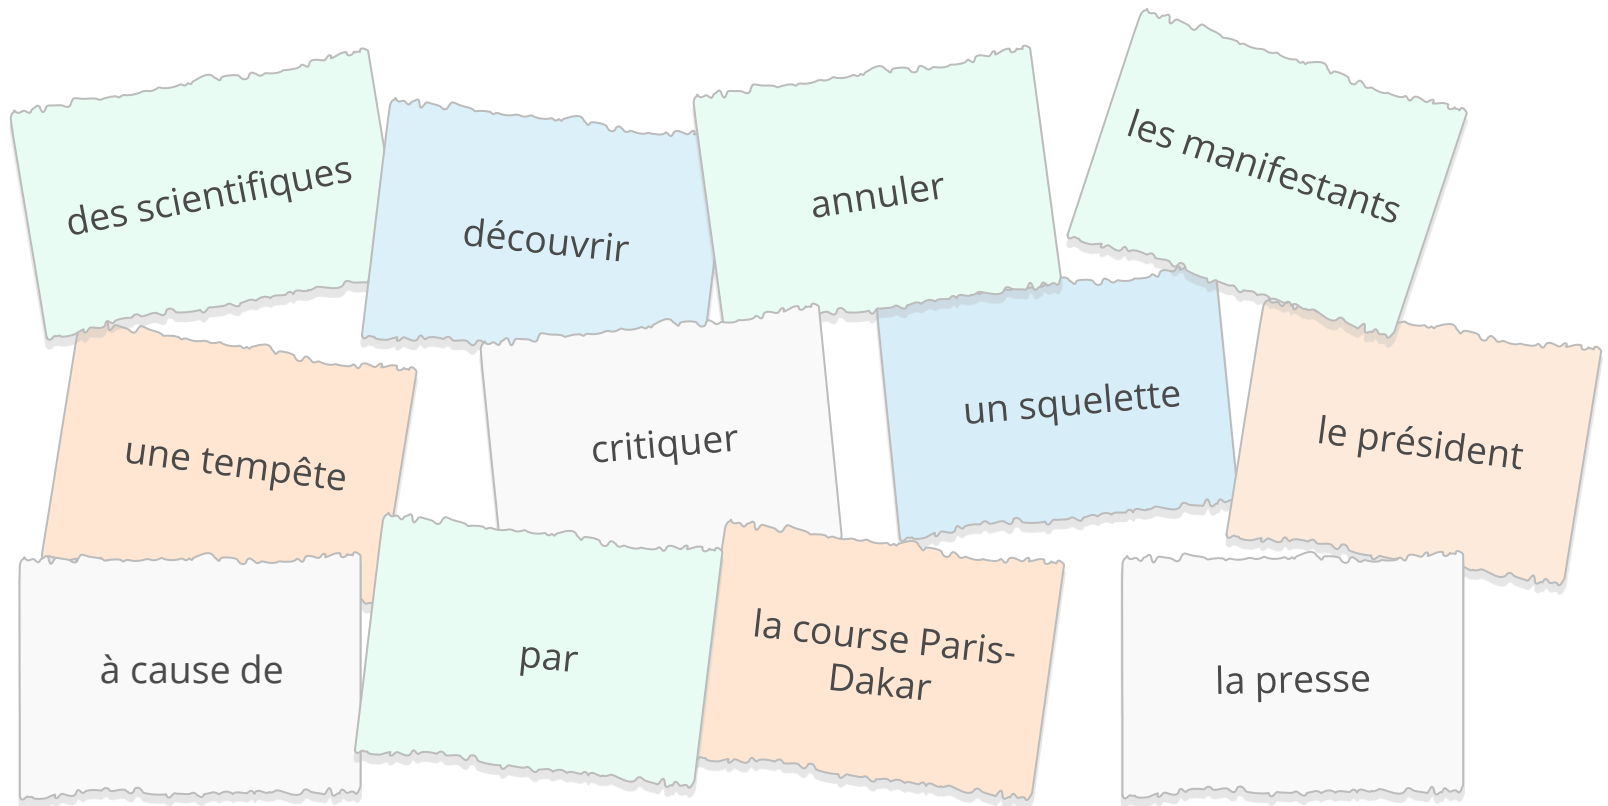 des scientifiques
découvrir
annuler
les manifestants
une tempête
critiquer
un squelette
le président
à cause de
par
la course Paris-
Dakar
la presse